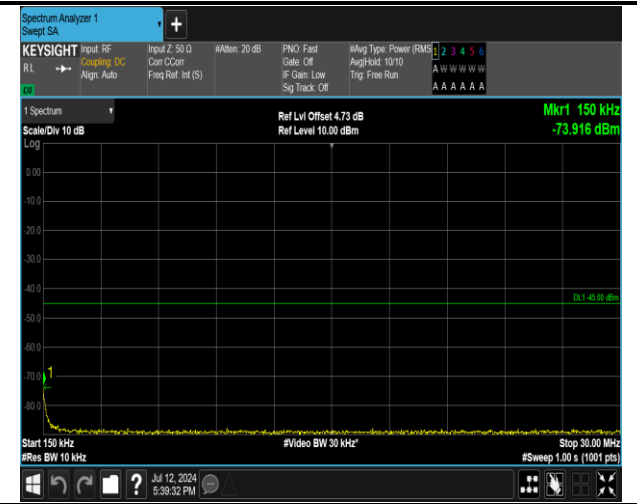 Spectrum Analyzer 1
Swept SA
+
KEYSIGHT Input: RF Input Z: 50 Ω #Atten: 20 dB PNO: Fast #Avg Type: Power (RMS 1 2 3 4 5 6
RL Coupling: DC Corr CCorr Gate: Off Avg|Hold: 10/10 A W W W W W
Align: Auto Freq Ref: Int (S) IF Gain: Low Trig: Free Run
Sig Track: Off A A A A A A
1 Spectrum Ref Lvl Offset 4.73 dB Mkr1 150 kHz
Scale/Div 10 dB Ref Level 10.00 dBm -73.916 dBm
Log
0.00
-10.0
-20.0
-30.0
-40.0
DL1 -45.00 dBm
-50.0
-60.0
-70.0
1
-80.0
Start 150 kHz #Video BW 30 kHz* Stop 30.00 MHz
#Res BW 10 kHz #Sweep 1.00 s (1001 pts)
? Jul 12, 2024
5:39:32 PM